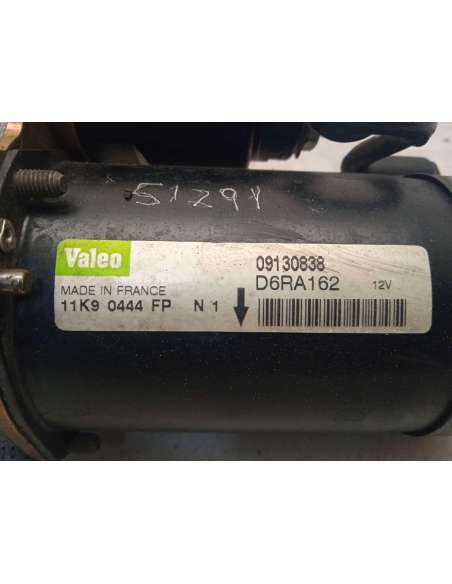 51291
Valeo
09130838
MADE IN FRANCE
D6RA162 12V
11K9 0444 FP N 1